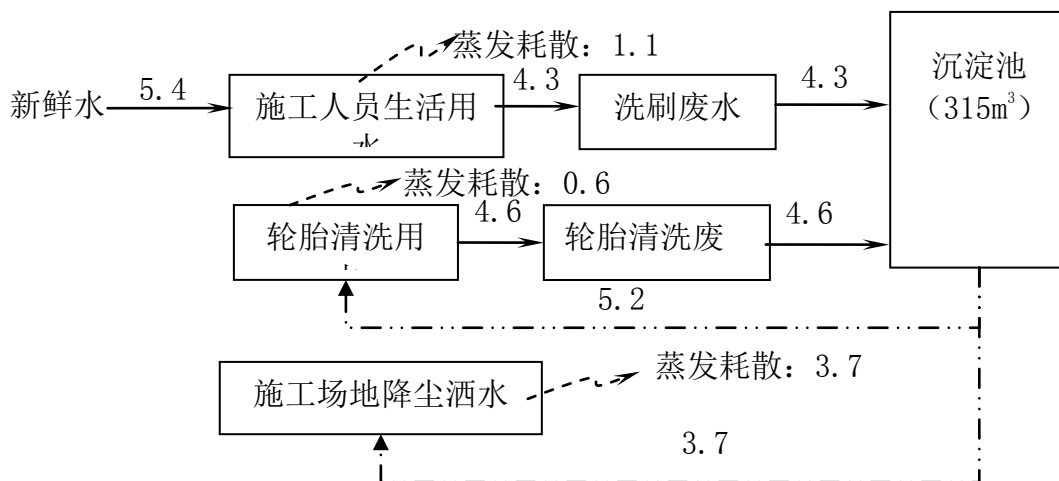 蒸发耗散：1.1
新鲜水
5.4
施工人员生活用
4.3
洗刷废水
4.3
沉淀池
（315m³）
蒸发耗散：0.6
轮胎清洗用
4.6
轮胎清洗废
4.6
5.2
施工场地降尘洒水
蒸发耗散：3.7
3.7